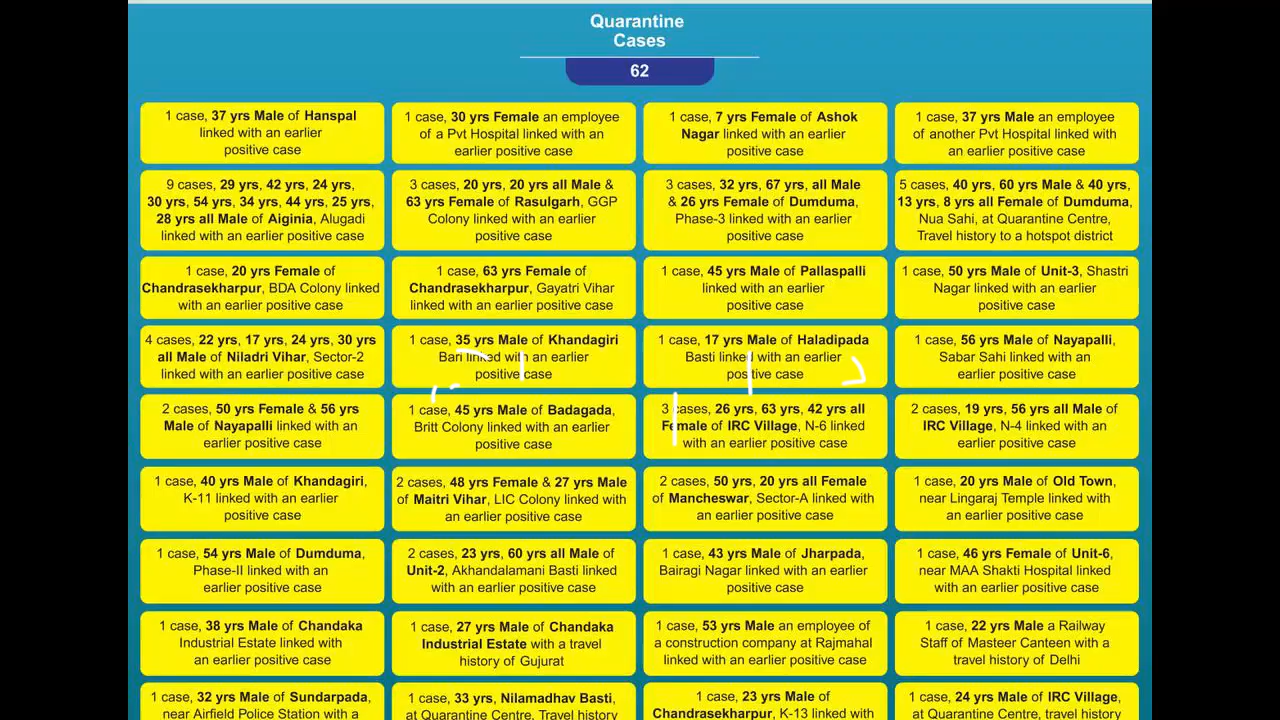 Quarantine
Cases
62
1 case, 37 yrs Male of Hanspal
linked with an earlier
positive case
1 case, 30 yrs Female an employee
of a Pvt Hospital linked with an
earlier positive case
1 case, 7 yrs Female of Ashok
Nagar linked with an earlier
positive case
1 case, 37 yrs Male an employee
of another Pvt Hospital linked with
an earlier positive case
9 cases, 29 yrs, 42 yrs, 24 yrs,
30 yrs, 54 yrs, 34 yrs, 44 yrs, 25 yrs,
28 yrs all Male of Aiginia, Alugadi
linked with an earlier positive case
3 cases, 20 yrs, 20 yrs all Male &
63 yrs Female of Rasulgarh, GGP
Colony linked with an earlier
positive case
3 cases, 32 yrs, 67 yrs, all Male
& 26 yrs Female of Dumduma,
Phase-3 linked with an earlier
positive case
5 cases, 40 yrs, 60 yrs Male & 40 yrs,
13 yrs, 8 yrs all Female of Dumduma,
Nua Sahi, at Quarantine Centre,
Travel history to a hotspot district
1 case, 20 yrs Female of
Chandrasekharpur, BDA Colony linked
with an earlier positive case
1 case, 63 yrs Female of
Chandrasekharpur, Gayatri Vihar
linked with an earlier positive case
1 case, 45 yrs Male of Pallaspalli
linked with an earlier
positive case
1 case, 50 yrs Male of Unit-3, Shastri
Nagar linked with an earlier
positive case
4 cases, 22 yrs, 17 yrs, 24 yrs, 30 yrs
all Male of Niladri Vihar, Sector-2
linked with an earlier positive case
1 case, 35 yrs Male of Khandagiri
Bari linked with an earlier
positive case
1 case, 17 yrs Male of Haladipada
Basti linked with an earlier
positive case
1 case, 56 yrs Male of Nayapalli,
Sabar Sahi linked with an
earlier positive case
2 cases, 50 yrs Female & 56 yrs
Male of Nayapalli linked with an
earlier positive case
1 case, 45 yrs Male of Badagada,
Britt Colony linked with an earlier
positive case
3 cases, 26 yrs, 63 yrs, 42 yrs all
Female of IRC Village, N-6 linked
with an earlier positive case
2 cases, 19 yrs, 56 yrs all Male of
IRC Village, N-4 linked with an
earlier positive case
1 case, 40 yrs Male of Khandagiri,
K-11 linked with an earlier
positive case
2 cases, 48 yrs Female & 27 yrs Male
of Maitri Vihar, LIC Colony linked with
an earlier positive case
2 cases, 50 yrs, 20 yrs all Female
of Mancheswar, Sector-A linked with
an earlier positive case
1 case, 20 yrs Male of Old Town,
near Lingaraj Temple linked with
an earlier positive case
1 case, 54 yrs Male of Dumduma,
Phase-II linked with an
earlier positive case
2 cases, 23 yrs, 60 yrs all Male of
Unit-2, Akhandalamani Basti linked
with an earlier positive case
1 case, 43 yrs Male of Jharpada,
Bairagi Nagar linked with an earlier
positive case
1 case, 46 yrs Female of Unit-6,
near MAA Shakti Hospital linked
with an earlier positive case
1 case, 38 yrs Male of Chandaka
Industrial Estate linked with
an earlier positive case
1 case, 27 yrs Male of Chandaka
Industrial Estate with a travel
history of Gujurat
1 case, 53 yrs Male an employee of
a construction company at Rajmahal
linked with an earlier positive case
1 case, 22 yrs Male a Railway
Staff of Masteer Canteen with a
travel history of Delhi
1 case, 32 yrs Male of Sundarpada,
near Airfield Police Station with a
1 case, 33 yrs, Nilamadhav Basti,
at Quarantine Centre, Travel history
1 case, 23 yrs Male of
Chandrasekharpur, K-13 linked with
1 case, 24 yrs Male of IRC Village,
at Quarantine Centre, travel history